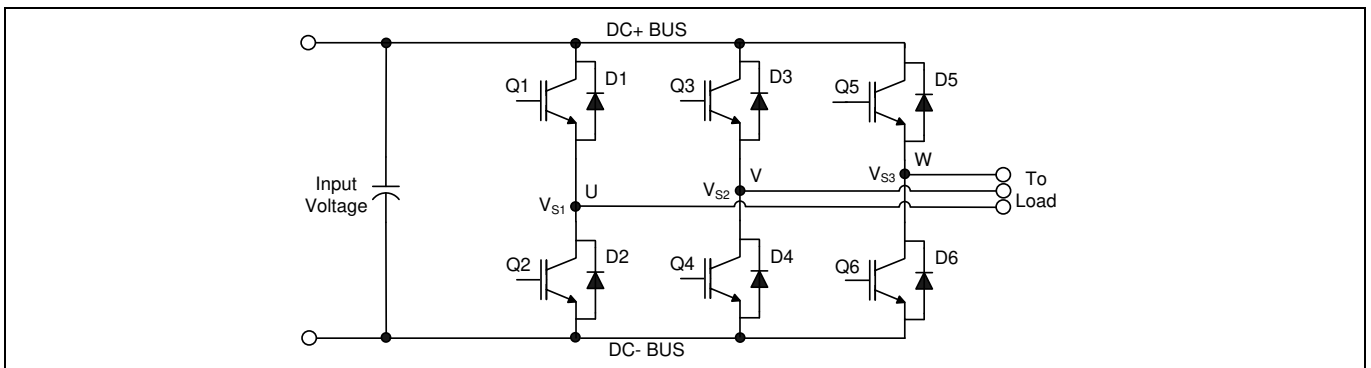 DC+ BUS
Q1
D1
Q3
D3
Q5
D5
Input
Voltage
U
VS1
V
VS2
W
VS3
To
Load
Q2
D2
Q4
D4
Q6
D6
DC- BUS